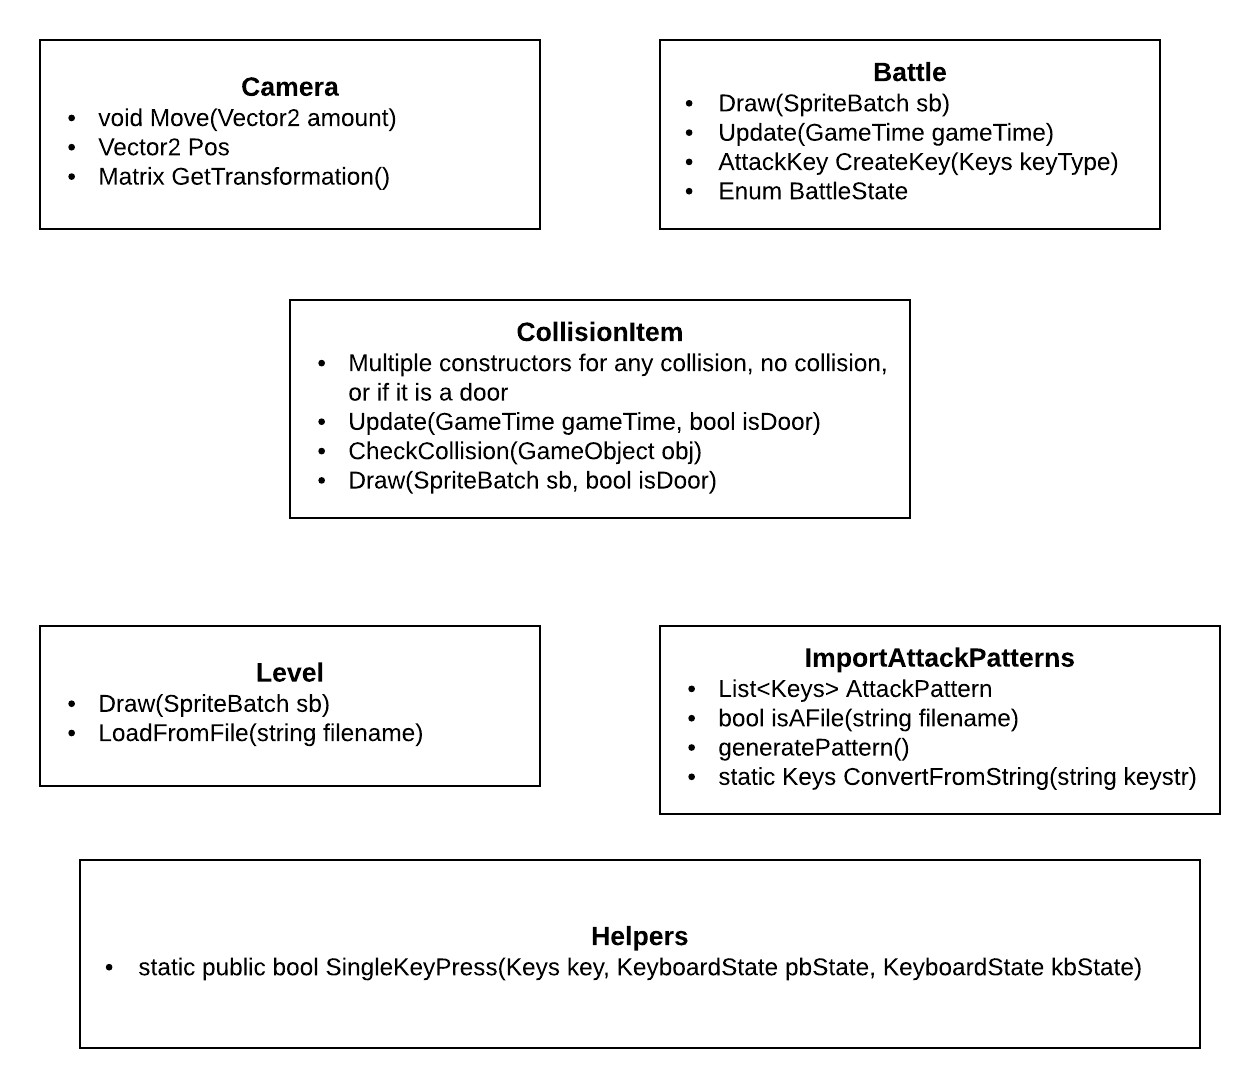 Camera
• void Move(Vector2 amount)
• Vector2 Pos
• Matrix GetTransformation()
Battle
• Draw(SpriteBatch sb)
• Update(GameTime gameTime)
• AttackKey CreateKey(Keys keyType)
• Enum BattleState
CollisionItem
• Multiple constructors for any collision, no collision,
or if it is a door
• Update(GameTime gameTime, bool isDoor)
• CheckCollision(GameObject obj)
• Draw(SpriteBatch sb, bool isDoor)
Level
• Draw(SpriteBatch sb)
• LoadFromFile(string filename)
ImportAttackPatterns
• List<Keys> AttackPattern
• bool isAFile(string filename)
• generatePattern()
• static Keys ConvertFromString(string keystr)
Helpers
• static public bool SingleKeyPress(Keys key, KeyboardState pbState, KeyboardState kbState)